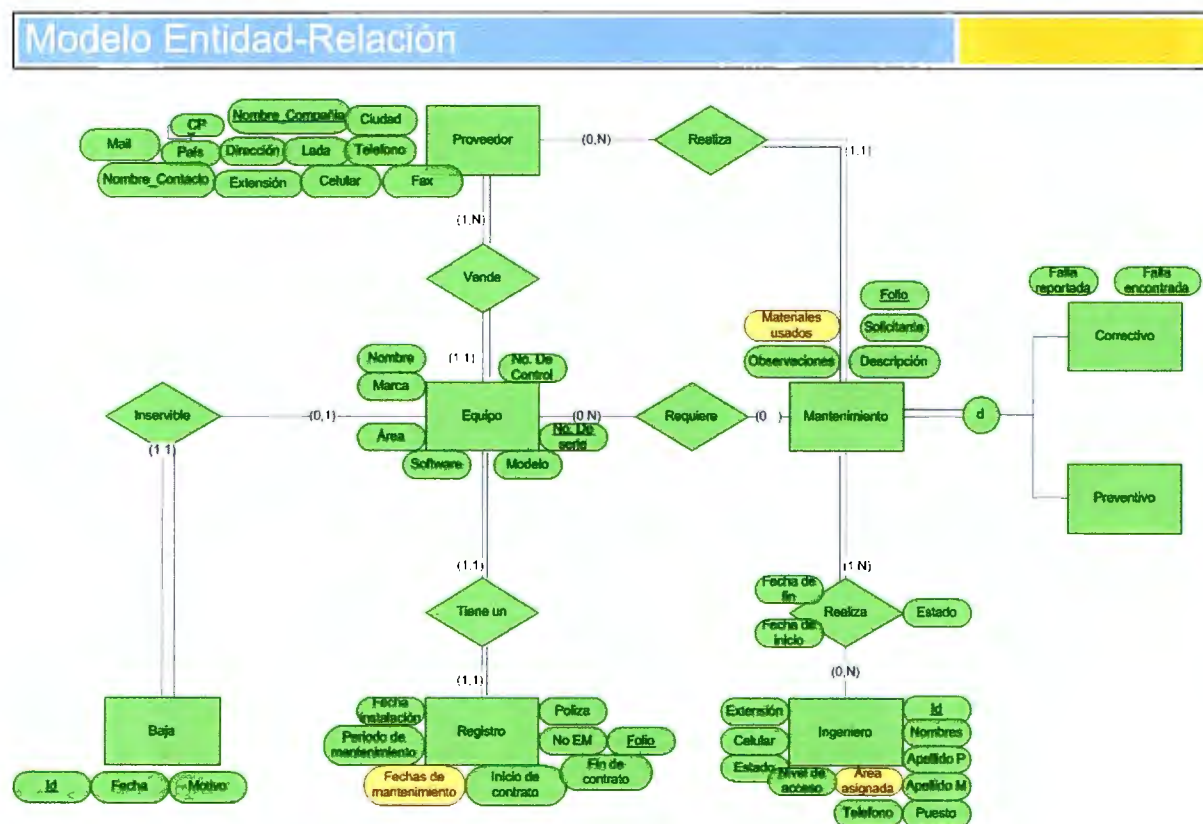 Modelo Entidad-Relación
Nombre_Compañia
CP
Ciudad
Mail
País
Dirección
Lada
Telefono
Nombre_Contacto
Extensión
Celular
Fax
Proveedor
(0,N)
Realiza
(1,1)
(1,N)
Vende
(1,1)
Falla
reportada
Falla
encontrada
Correctivo
Folio
Materiales
usados
Solicitante
Observaciones
Descripción
Nombre
No. De
Control
Marca
Inservible
(0,1)
Equipo
(0,N)
Requiere
(0
Mantenimiento
d
(1,1)
Área
No. De
serie
Software
Modelo
Preventivo
(1,1)
(1,N)
Tiene un
Fecha de
fin
Realiza
Estado
Fecha de
inicio
(1,1)
(0,N)
Baja
Id
Fecha
Motivo
Fecha
instalación
Registro
Poliza
Periodo de
mantenimiento
No EM
Folio
Fechas de
mantenimiento
Inicio de
contrato
Fin de
contrato
Extensión
Ingeniero
Id
Celular
Nombres
Estado
Apellido P
Nivel de
acceso
Área
asignada
Apellido M
Telefono
Puesto